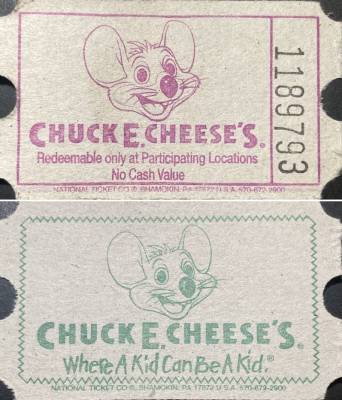 CHUCK E. CHEESE'S®
Redeemable only at Participating Locations
No Cash Value
1189793
NATIONAL TICKET CO ®, SHAMOKIN, PA 17872 U.S.A. 570-672-2900
CHUCK E. CHEESE'S®
Where A Kid Can Be A Kid.®
NATIONAL TICKET CO ®, SHAMOKIN, PA 17872 U.S.A. 570-672-2900